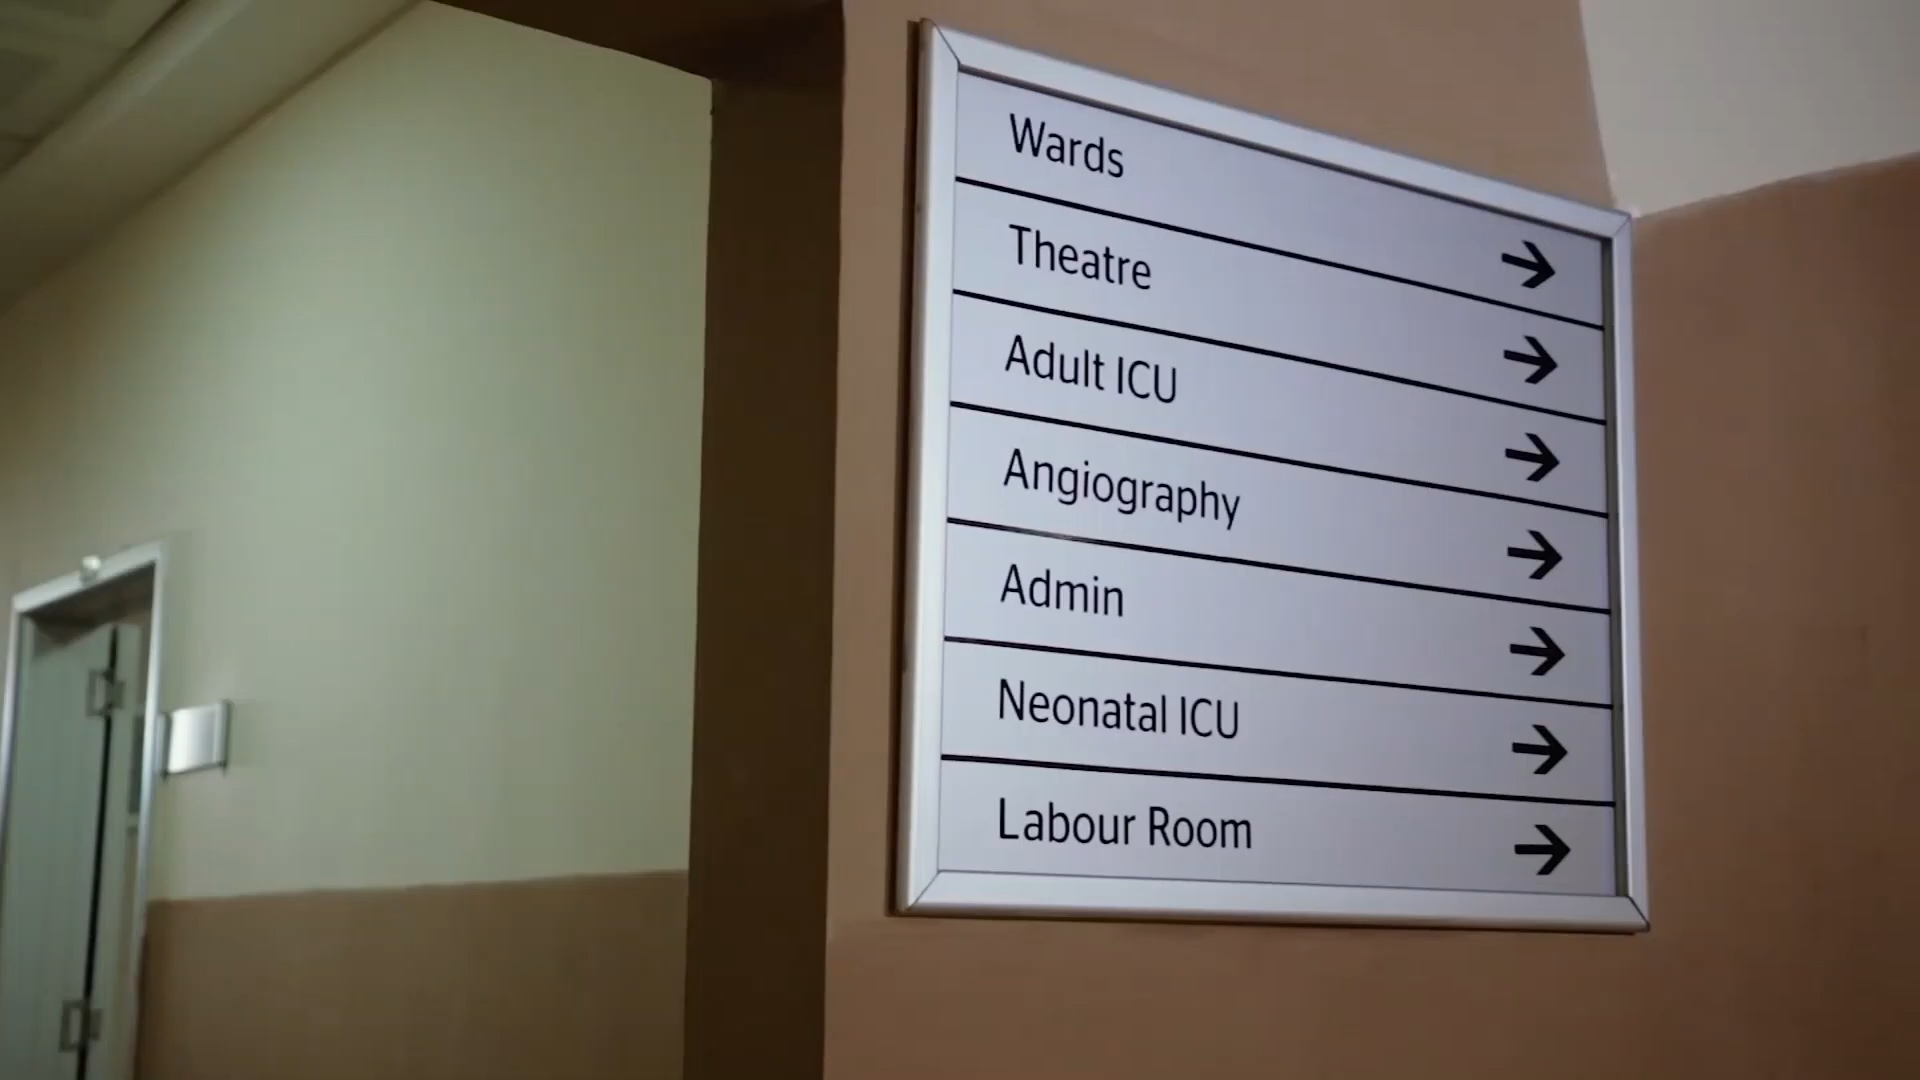 Wards →
Theatre →
Adult ICU →
Angiography →
Admin →
Neonatal ICU →
Labour Room →